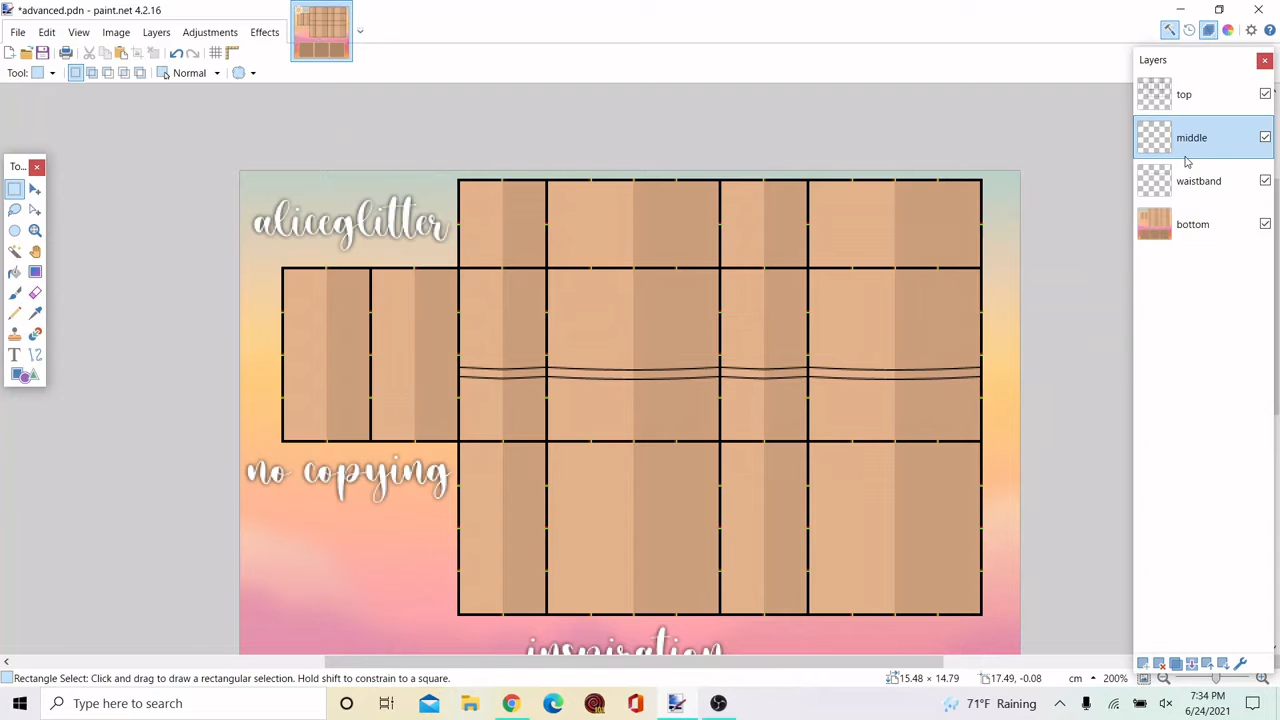 *advanced.pdn - paint.net 4.2.16
File Edit View Image Layers Adjustments Effects
Tool: Normal
Layers
top
middle
waistband
bottom
To...
aliceglitter
no copying
inspiration
Rectangle Select: Click and drag to draw a rectangular selection. Hold shift to constrain to a square.
15.48 × 14.79 17.49, -0.08 cm 200%
Type here to search
71°F Raining
7:34 PM
6/24/2021